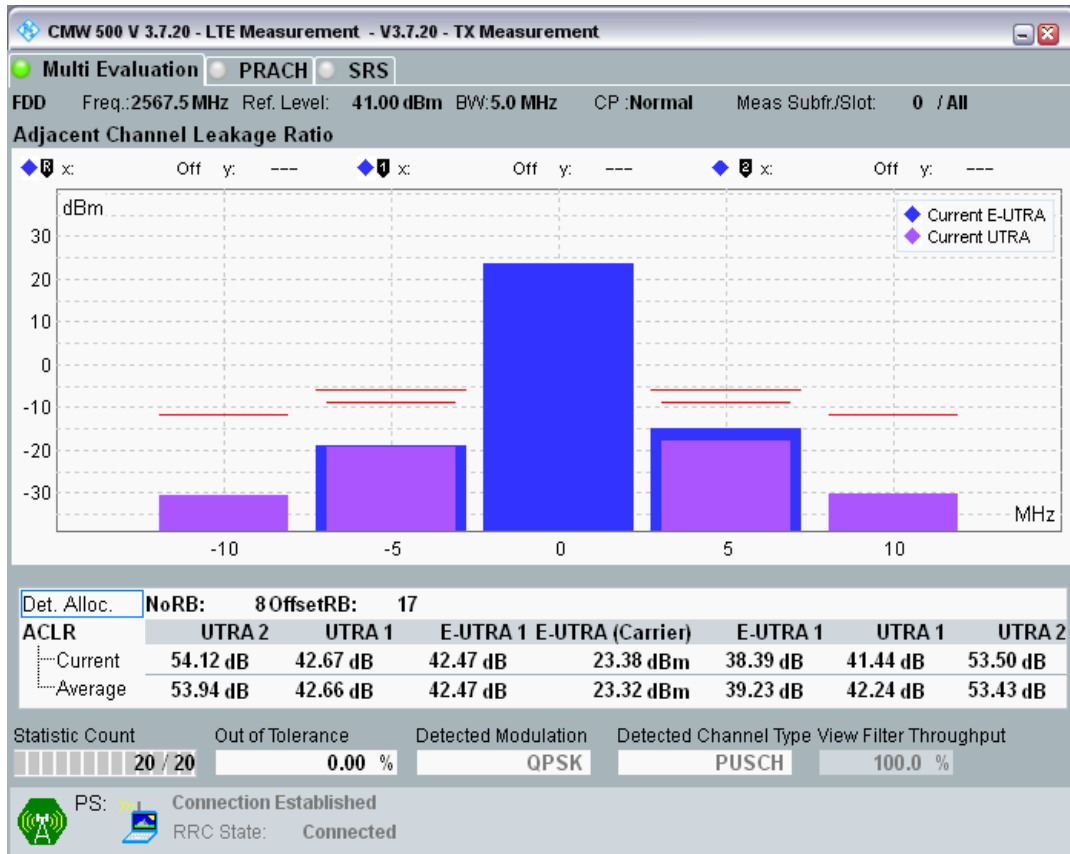 CMW 500 V 3.7.20 - LTE Measurement - V3.7.20 - TX Measurement
Multi Evaluation PRACH SRS
FDD Freq.:2567.5 MHz Ref. Level: 41.00 dBm BW:5.0 MHz CP :Normal Meas Subfr./Slot: 0 / All
Adjacent Channel Leakage Ratio
R x: Off y: --- 1 x: Off y: --- 2 x: Off y: ---
dBm
Current E-UTRA
Current UTRA
30
20
10
0
-10
-20
-30
MHz
-10 -5 0 5 10
Det. Alloc. NoRB: 8 OffsetRB: 17
ACLR UTRA 2 UTRA 1 E-UTRA 1 E-UTRA (Carrier) E-UTRA 1 UTRA 1 UTRA 2
Current 54.12 dB 42.67 dB 42.47 dB 23.38 dBm 38.39 dB 41.44 dB 53.50 dB
Average 53.94 dB 42.66 dB 42.47 dB 23.32 dBm 39.23 dB 42.24 dB 53.43 dB
Statistic Count Out of Tolerance Detected Modulation Detected Channel Type View Filter Throughput
20 / 20 0.00 % QPSK PUSCH 100.0 %
PS: Connection Established
RRC State: Connected